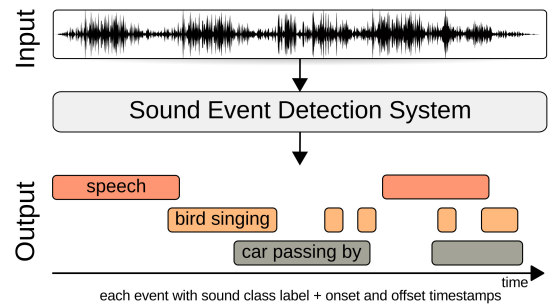 Input
Sound Event Detection System
Output
speech
bird singing
car passing by
time
each event with sound class label + onset and offset timestamps